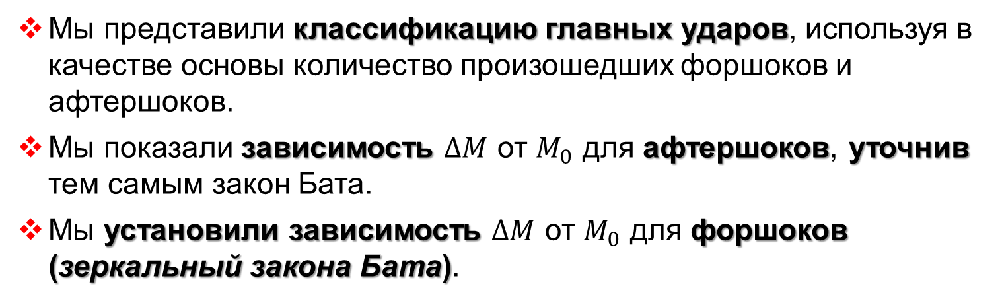 ❖ Мы представили классификацию главных ударов, используя в
качестве основы количество произошедших форшоков и
афтершоков.
❖ Мы показали зависимость Δ𝑀 от 𝑀₀ для афтершоков, уточнив
тем самым закон Бата.
❖ Мы установили зависимость Δ𝑀 от 𝑀₀ для форшоков
(зеркальный закона Бата).